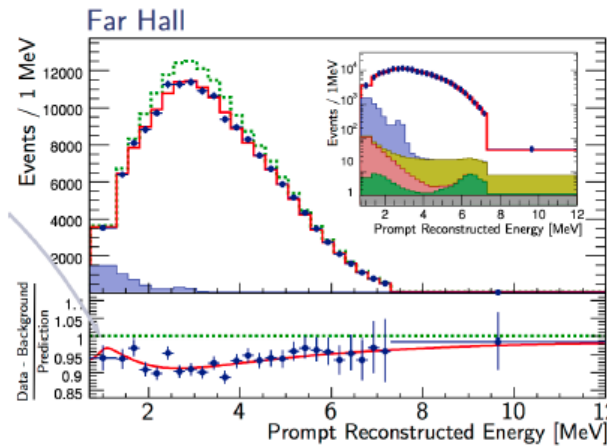 Far Hall
Events / 1 MeV
12000
10000
8000
6000
4000
2000
Events / 1MeV
10⁴
10³
10²
10
1
2 4 6 8 10 12
Prompt Reconstructed Energy [MeV]
Data - Background
Prediction
1.05
1
0.95
0.9
0.85
2 4 6 8 10 12
Prompt Reconstructed Energy [MeV]